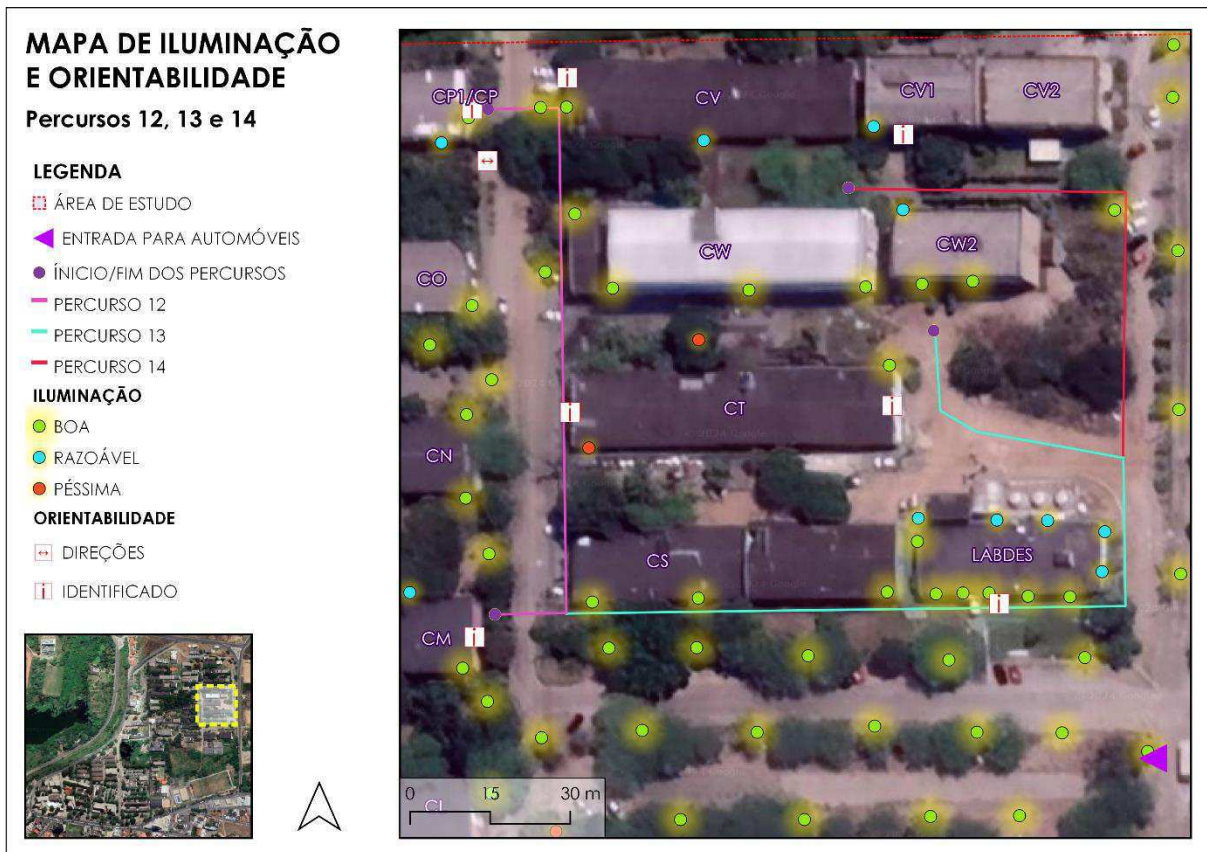 MAPA DE ILUMINAÇÃO
E ORIENTABILIDADE
Percursos 12, 13 e 14
LEGENDA
ÁREA DE ESTUDO
ENTRADA PARA AUTOMÓVEIS
ÍNICIO/FIM DOS PERCURSOS
PERCURSO 12
PERCURSO 13
PERCURSO 14
ILUMINAÇÃO
BOA
RAZOÁVEL
PÉSSIMA
ORIENTABILIDADE
↔ DIREÇÕES
i IDENTIFICADO
CP1/CP
i
i
CV
CV1
CV2
i
↔
CW
CW2
CO
i
CT
i
CN
CS
LABDES
i
CM
i
CL
0 15 30 m